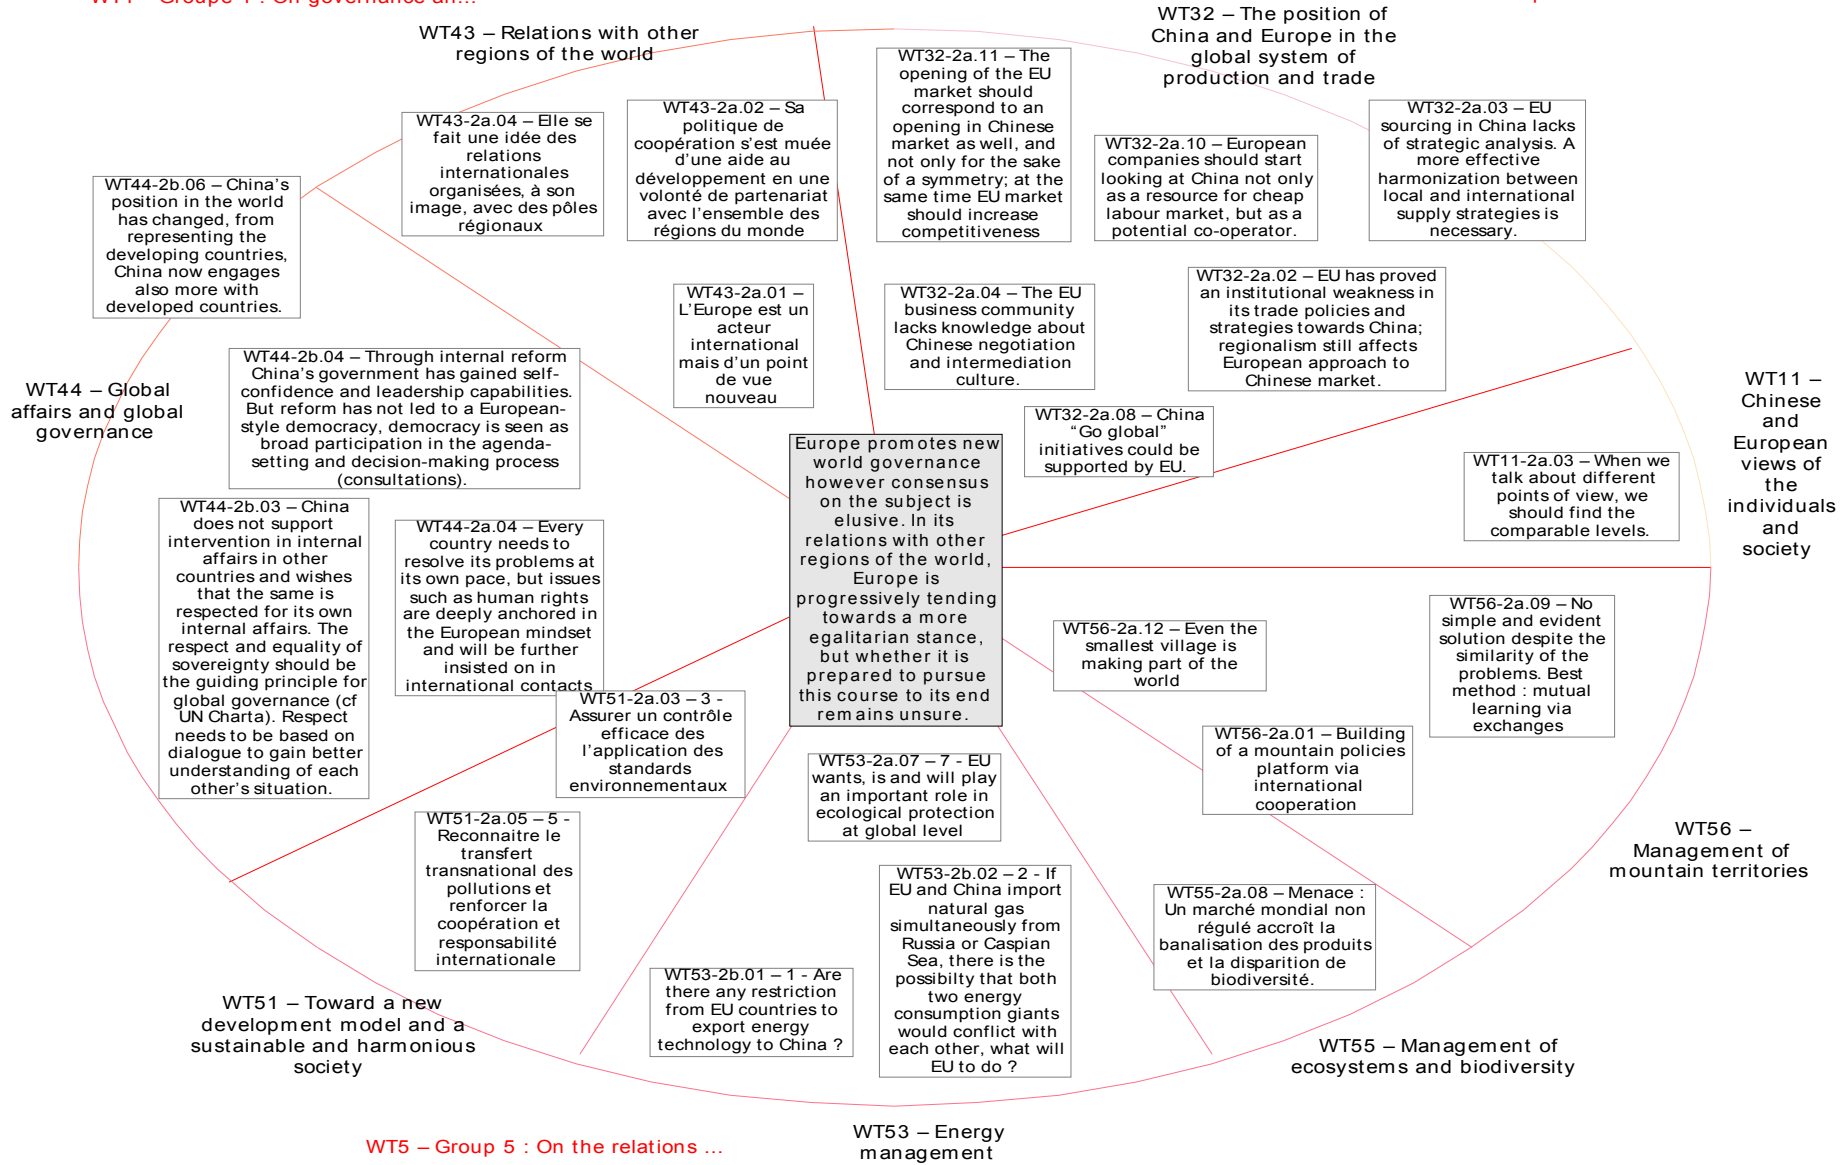 WT43 – Relations with other
regions of the world
WT32 – The position of
China and Europe in the
global system of
production and trade
WT32-2a.11 – The
opening of the EU
market should
correspond to an
opening in Chinese
market as well, and
not only for the sake
of a symmetry; at the
same time EU market
should increase
competitiveness
WT43-2a.02 – Sa
politique de
coopération s'est muée
d'une aide au
développement en une
volonté de partenariat
avec l'ensemble des
régions du monde
WT43-2a.04 – Elle se
fait une idée des
relations
internationales
organisées, à son
image, avec des pôles
régionaux
WT32-2a.10 – European
companies should start
looking at China not only
as a resource for cheap
labour market, but as a
potential co-operator.
WT32-2a.03 – EU
sourcing in China lacks
of strategic analysis. A
more effective
harmonization between
local and international
supply strategies is
necessary.
WT44-2b.06 – China's
position in the world
has changed, from
representing the
developing countries,
China now engages
also more with
developed countries.
WT43-2a.01 –
L'Europe est un
acteur
international
mais d'un point
de vue
nouveau
WT32-2a.04 – The EU
business community
lacks knowledge about
Chinese negotiation
and intermediation
culture.
WT32-2a.02 – EU has proved
an institutional weakness in
its trade policies and
strategies towards China;
regionalism still affects
European approach to
Chinese market.
WT44-2b.04 – Through internal reform
China's government has gained self-
confidence and leadership capabilities.
But reform has not led to a European-
style democracy, democracy is seen as
broad participation in the agenda-
setting and decision-making process
(consultations).
WT44 – Global
affairs and global
governance
WT11 –
Chinese
and
European
views of
the
individuals
and
society
WT32-2a.08 – China
"Go global"
initiatives could be
supported by EU.
WT11-2a.03 – When we
talk about different
points of view, we
should find the
comparable levels.
Europe promotes new
world governance
however consensus
on the subject is
elusive. In its
relations with other
regions of the world,
Europe is
progressively tending
towards a more
egalitarian stance,
but whether it is
prepared to pursue
this course to its end
remains unsure.
WT44-2b.03 – China
does not support
intervention in internal
affairs in other
countries and wishes
that the same is
respected for its own
internal affairs. The
respect and equality of
sovereignty should be
the guiding principle for
global governance (cf
UN Charta). Respect
needs to be based on
dialogue to gain better
understanding of each
other's situation.
WT44-2a.04 – Every
country needs to
resolve its problems at
its own pace, but issues
such as human rights
are deeply anchored in
the European mindset
and will be further
insisted on in
international contacts
WT56-2a.12 – Even the
smallest village is
making part of the
world
WT56-2a.09 – No
simple and evident
solution despite the
similarity of the
problems. Best
method : mutual
learning via
exchanges
WT51-2a.03 – 3 -
Assurer un contrôle
efficace des
l'application des
standards
environnementaux
WT56-2a.01 – Building
of a mountain policies
platform via
international
cooperation
WT53-2a.07 – 7 - EU
wants, is and will play
an important role in
ecological protection
at global level
WT51-2a.05 – 5 -
Reconnaitre le
transfert
transnational des
pollutions et
renforcer la
coopération et
responsabilité
internationale
WT56 –
Management of
mountain territories
WT53-2b.02 – 2 - If
EU and China import
natural gas
simultaneously from
Russia or Caspian
Sea, there is the
possibilty that both
two energy
consumption giants
would conflict with
each other, what will
EU to do ?
WT55-2a.08 – Menace :
Un marché mondial non
régulé accroît la
banalisation des produits
et la disparition de
biodiversité.
WT53-2b.01 – 1 - Are
there any restriction
from EU countries to
export energy
technology to China ?
WT51 – Toward a new
development model and a
sustainable and harmonious
society
WT55 – Management of
ecosystems and biodiversity
WT53 – Energy
management
WT5 – Group 5 : On the relations ...